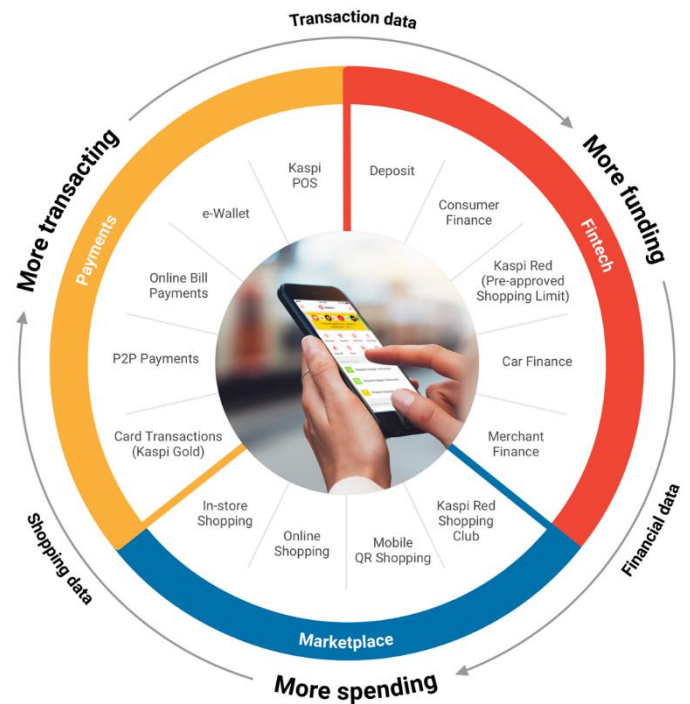 Transaction data
More funding
Financial data
More spending
Shopping data
More transacting
Payments
Kaspi
POS
e-Wallet
Online Bill
Payments
P2P Payments
Card Transactions
(Kaspi Gold)
Fintech
Deposit
Consumer
Finance
Kaspi Red
(Pre-approved
Shopping Limit)
Car Finance
Merchant
Finance
Marketplace
In-store
Shopping
Online
Shopping
Mobile
QR Shopping
Kaspi Red
Shopping
Club